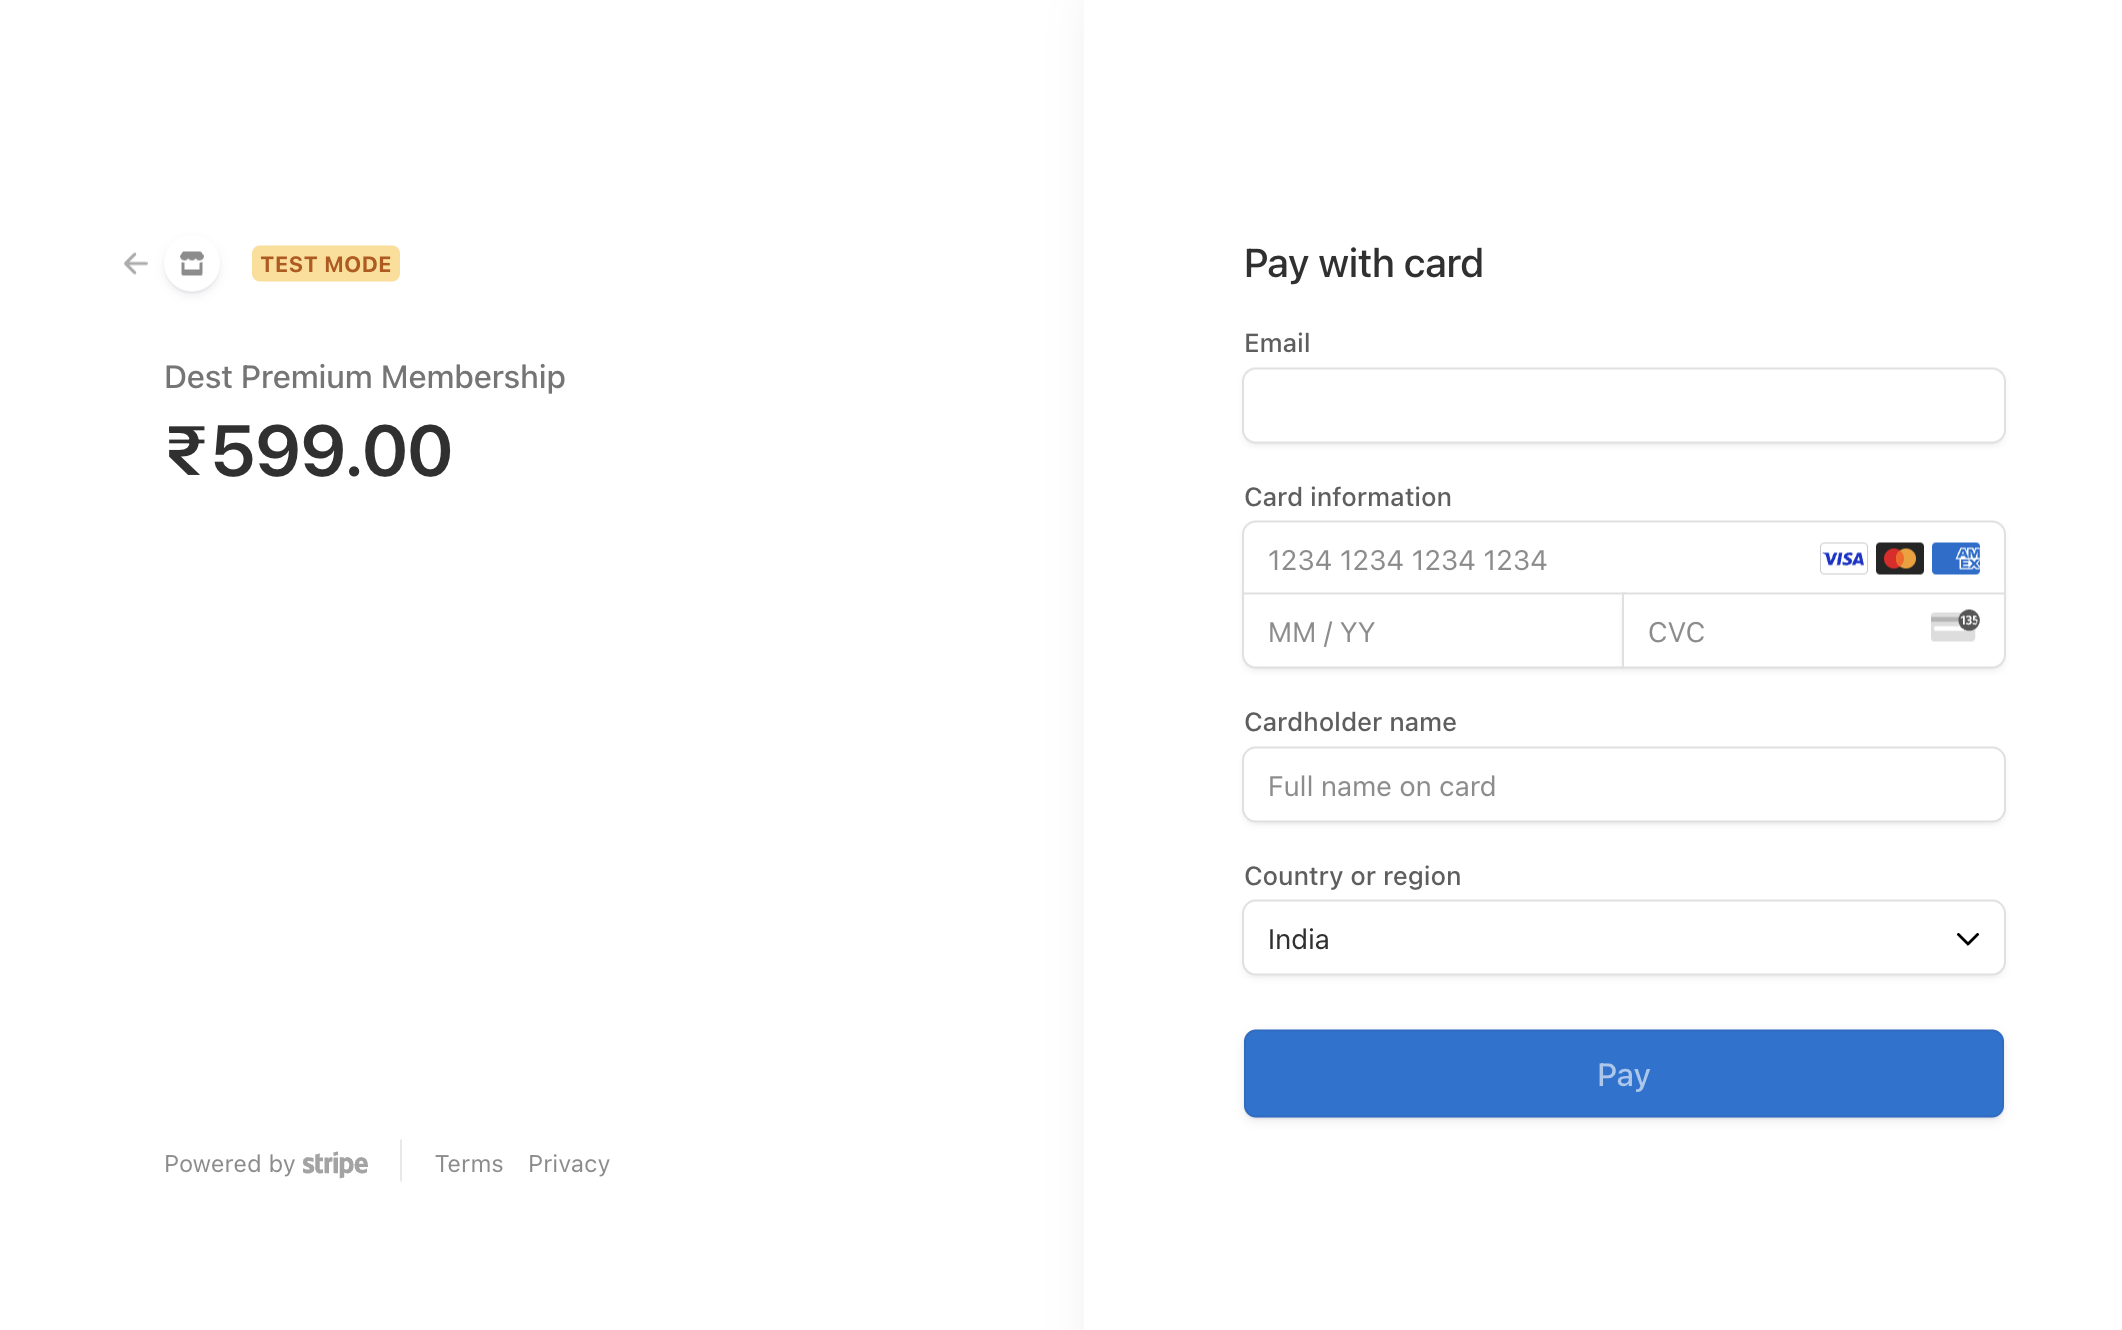 TEST MODE
Dest Premium Membership
₹599.00
Powered by stripe
Terms Privacy
Pay with card
Email
Card information
1234 1234 1234 1234
VISA
AM
EX
MM / YY
CVC
135
Cardholder name
Full name on card
Country or region
India
Pay